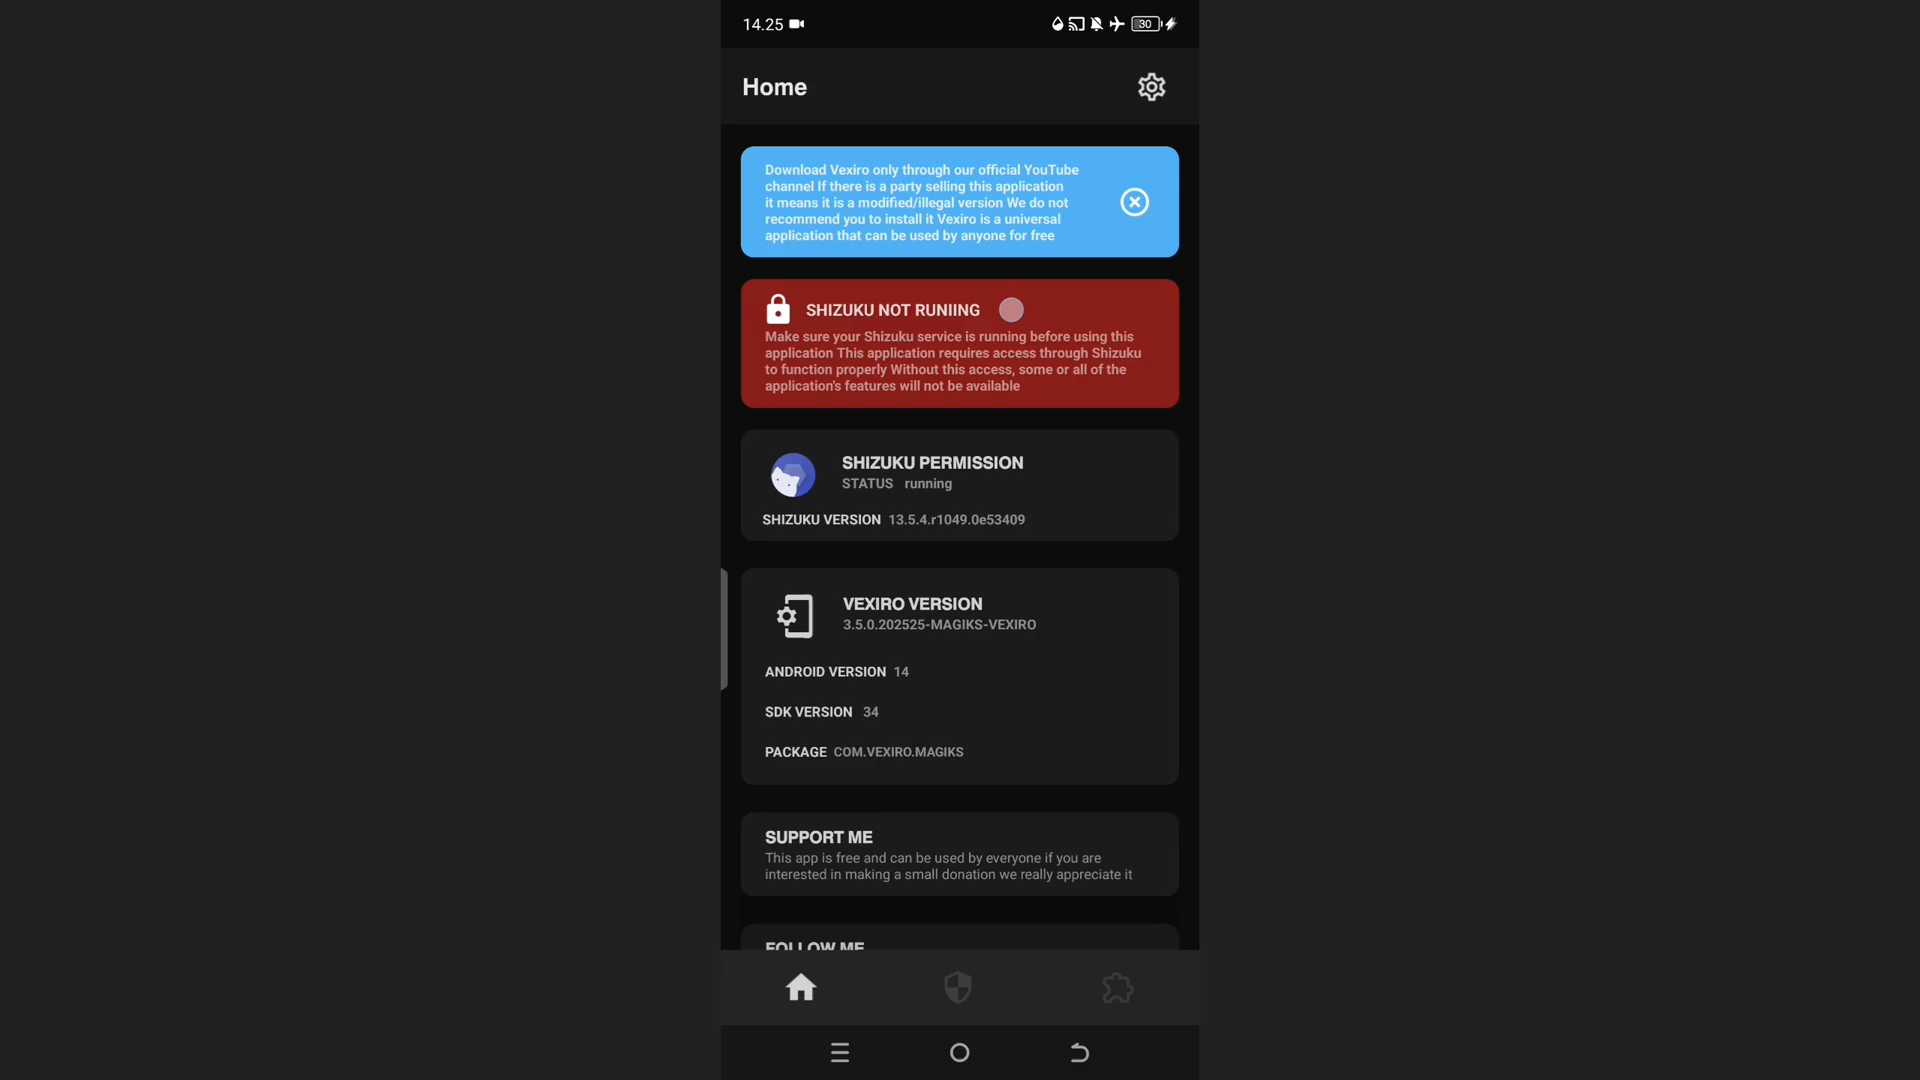 14.25
30
Home
Download Vexiro only through our official YouTube
channel If there is a party selling this application
it means it is a modified/illegal version We do not
recommend you to install it Vexiro is a universal
application that can be used by anyone for free
SHIZUKU NOT RUNIING
Make sure your Shizuku service is running before using this
application This application requires access through Shizuku
to function properly Without this access, some or all of the
application's features will not be available
SHIZUKU PERMISSION
STATUS running
SHIZUKU VERSION 13.5.4.r1049.0e53409
VEXIRO VERSION
3.5.0.202525-MAGIKS-VEXIRO
ANDROID VERSION 14
SDK VERSION 34
PACKAGE COM.VEXIRO.MAGIKS
SUPPORT ME
This app is free and can be used by everyone if you are
interested in making a small donation we really appreciate it
FOLLOW ME